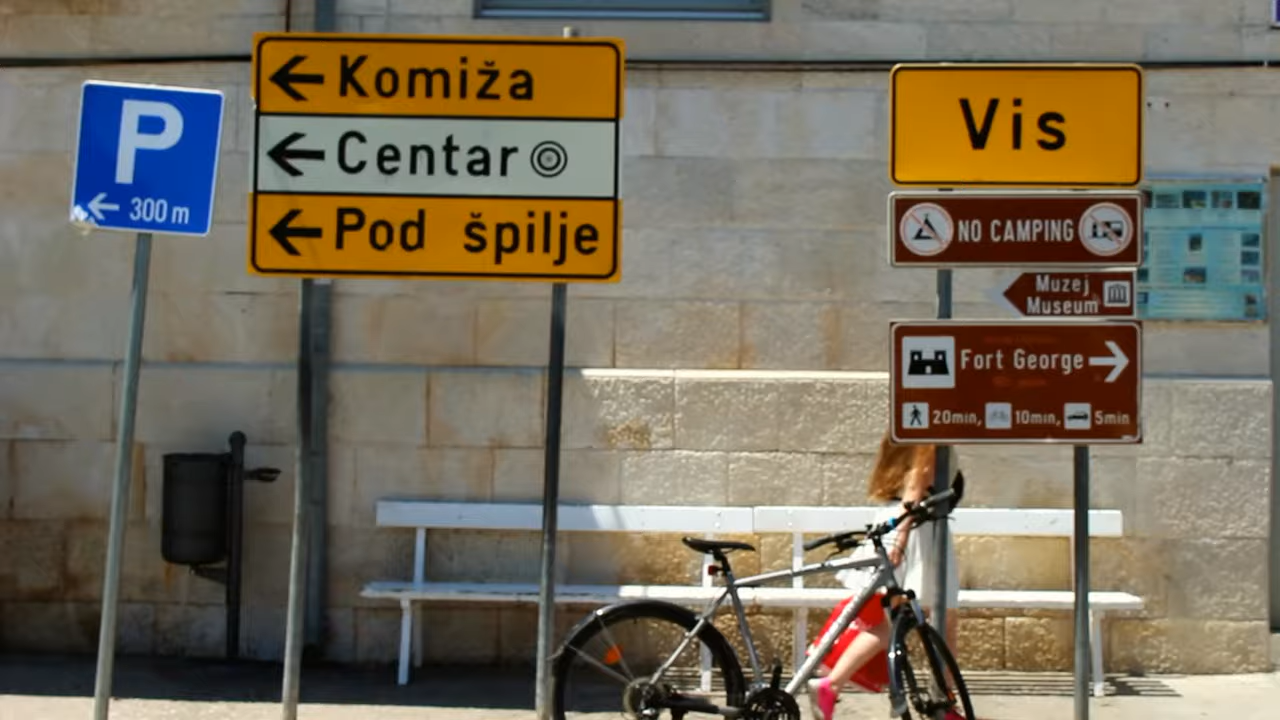 P
← 300 m
← Komiža
← Centar
← Pod špilje
Vis
NO CAMPING
Muzej
Museum
Fort George →
20min, 10min, 5min